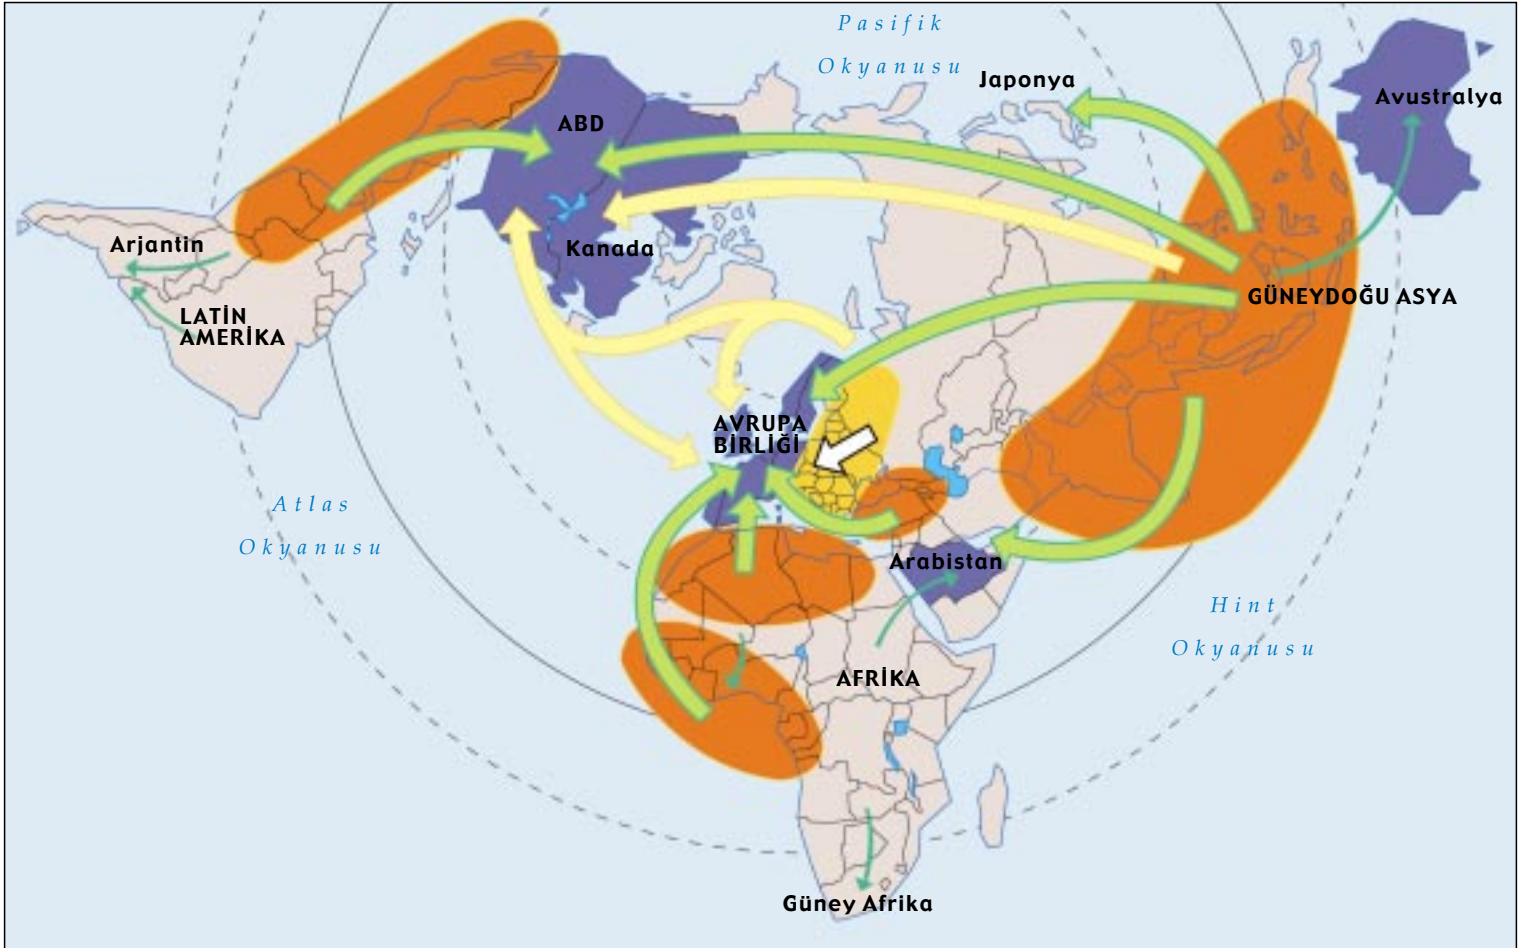 Pasifik
Okyanusu
Japonya
Avustralya
ABD
Arjantin
Kanada
LATİN
AMERİKA
GÜNEYDOĞU ASYA
AVRUPA
BİRLİĞİ
Atlas
Okyanusu
Arabistan
Hint
Okyanusu
AFRİKA
Güney Afrika